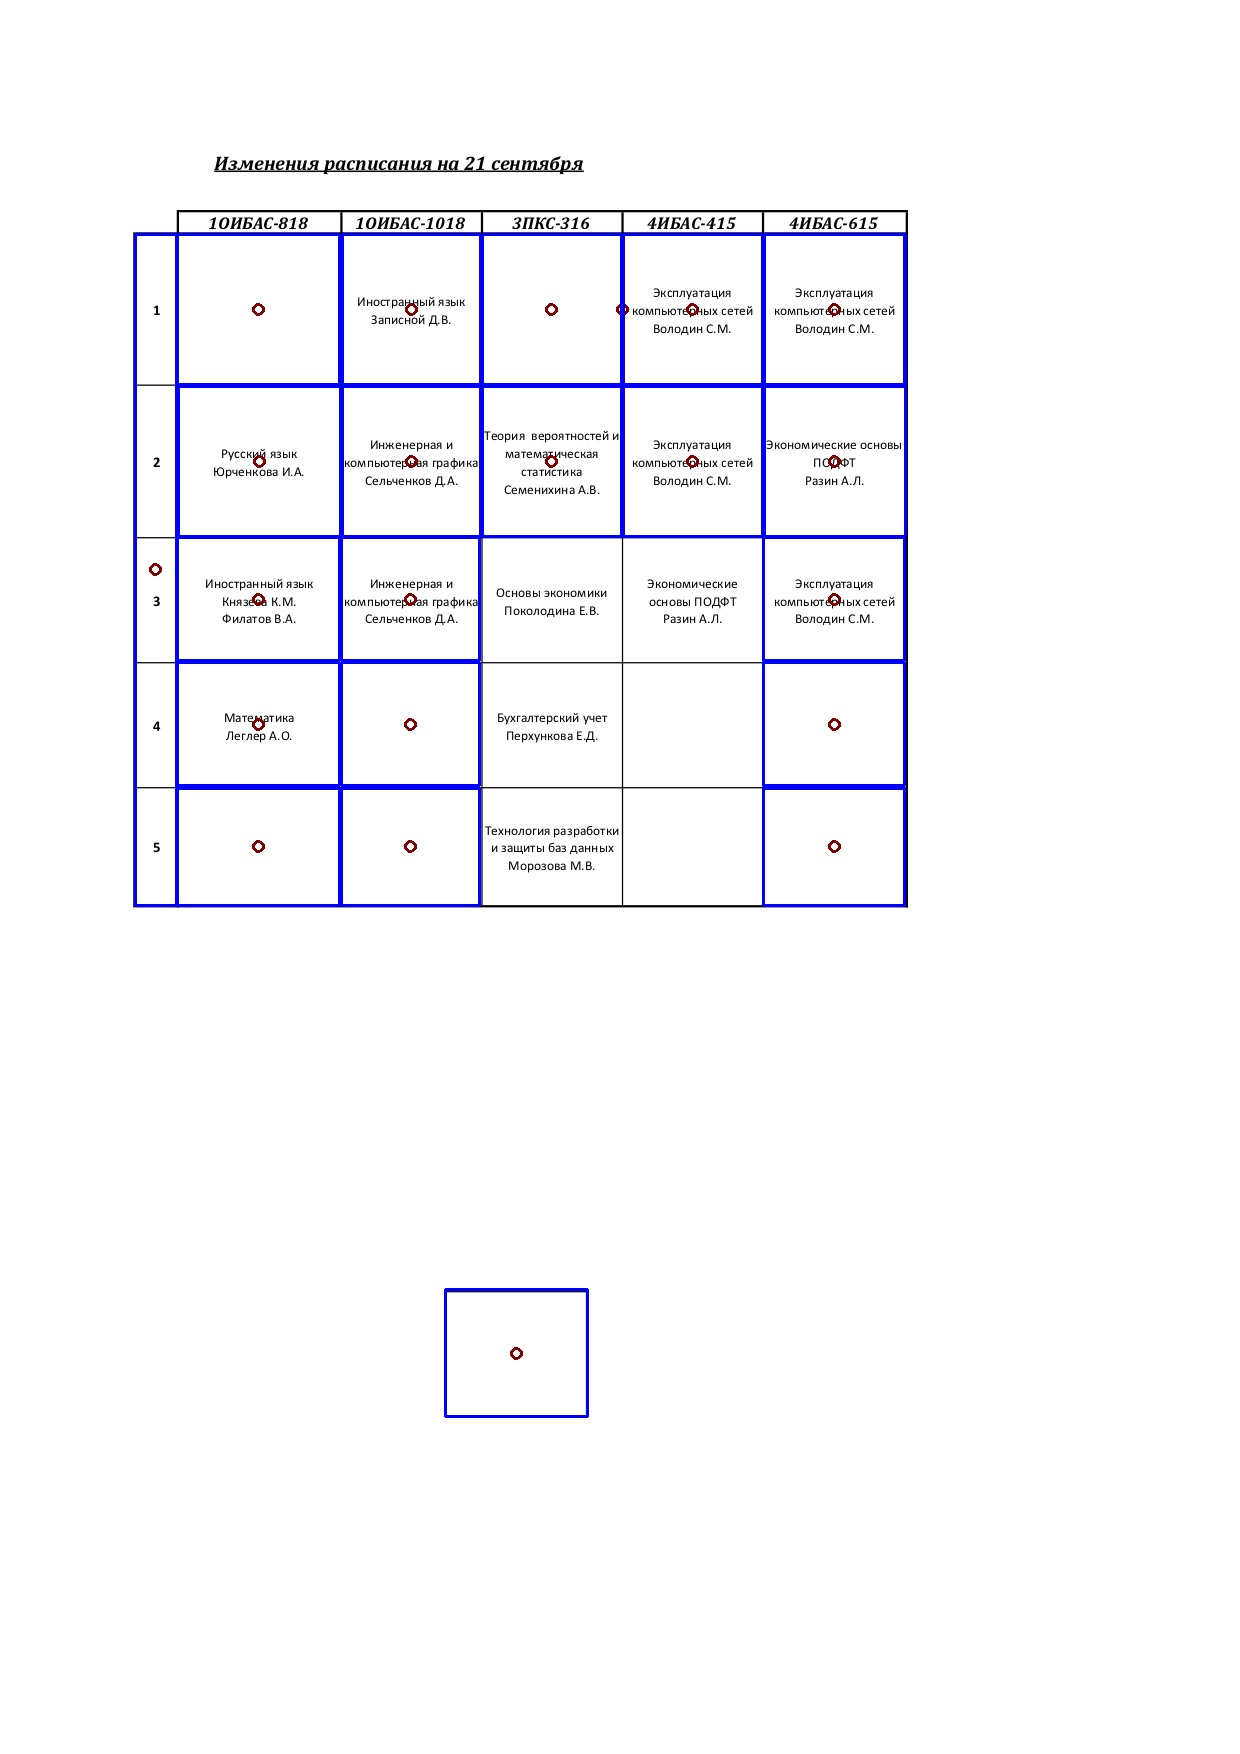 Изменения расписания на 21 сентября
1ОИБАС-818 1ОИБАС-1018 3ПКС-316 4ИБАС-415 4ИБАС-615
1
Иностранный язык
Записной Д.В.
Эксплуатация
компьютерных сетей
Володин С.М.
Эксплуатация
компьютерных сетей
Володин С.М.
2
Русский язык
Юрченкова И.А.
Инженерная и
компьютерная графика
Сельченков Д.А.
Теория вероятностей и
математическая
статистика
Семенихина А.В.
Эксплуатация
компьютерных сетей
Володин С.М.
Экономические основы
ПОДФТ
Разин А.Л.
3
Иностранный язык
Князева К.М.
Филатов В.А.
Инженерная и
компьютерная графика
Сельченков Д.А.
Основы экономики
Поколодина Е.В.
Экономические
основы ПОДФТ
Разин А.Л.
Эксплуатация
компьютерных сетей
Володин С.М.
4
Математика
Леглер А.О.
Бухгалтерский учет
Перхункова Е.Д.
5
Технология разработки
и защиты баз данных
Морозова М.В.